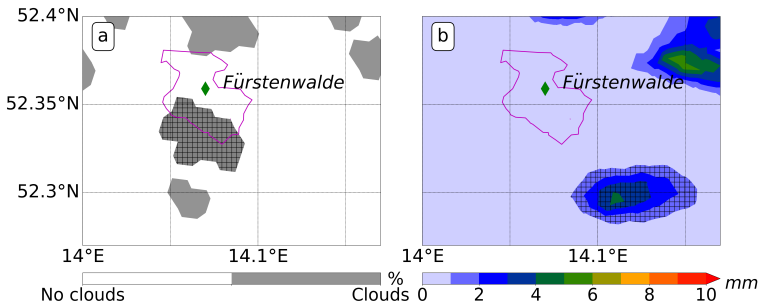 52.4°N
a
b
Fürstenwalde
Fürstenwalde
52.35°N
52.3°N
14°E
14.1°E
14°E
14.1°E
%
No clouds
Clouds
0 2 4 6 8 10 mm